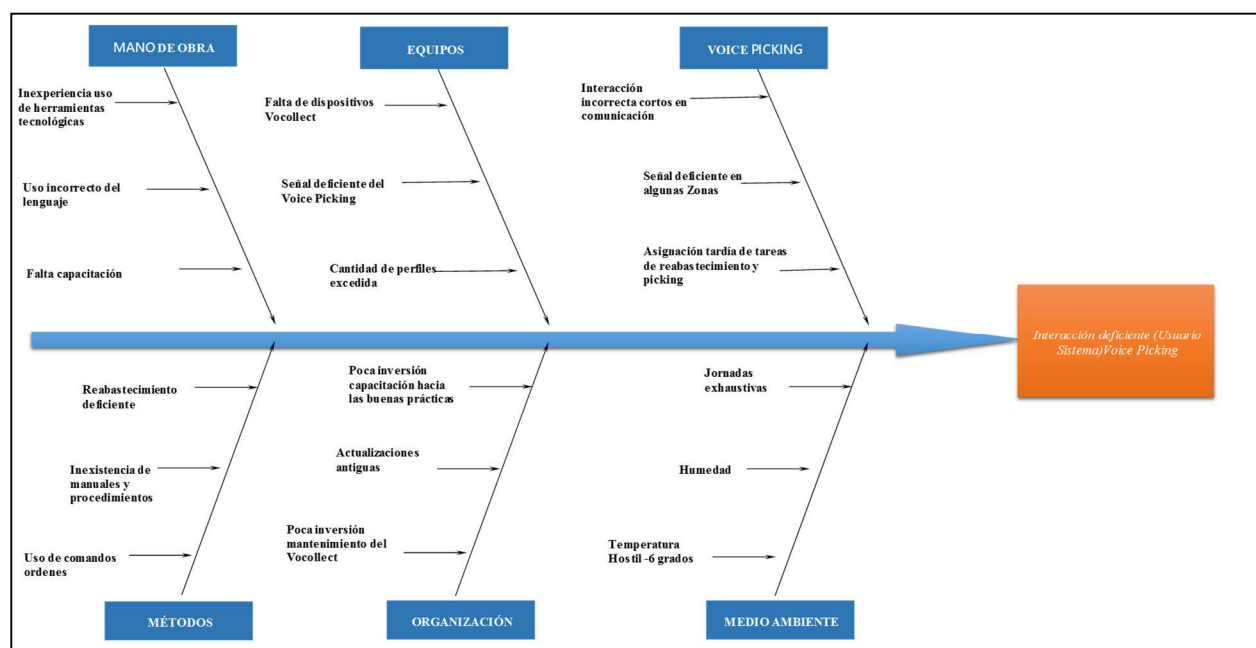 MANO DE OBRA
EQUIPOS
VOICE PICKING
Inexperiencia uso
de herramientas
tecnológicas
Falta de dispositivos
Vocollect
Interacción
incorrecta cortos en
comunicación
Uso incorrecto del
lenguaje
Señal deficiente del
Voice Picking
Señal deficiente en
algunas Zonas
Falta capacitación
Cantidad de perfiles
excedida
Asignación tardía de tareas
de reabastecimiento y
picking
Interacción deficiente (Usuario
Sistema)Voice Picking
Reabastecimiento
deficiente
Poca inversión
capacitación hacia
las buenas prácticas
Jornadas
exhaustivas
Inexistencia de
manuales y
procedimientos
Actualizaciones
antiguas
Humedad
Uso de comandos
ordenes
Poca inversión
mantenimiento del
Vocollect
Temperatura
Hostil -6 grados
MÉTODOS
ORGANIZACIÓN
MEDIO AMBIENTE